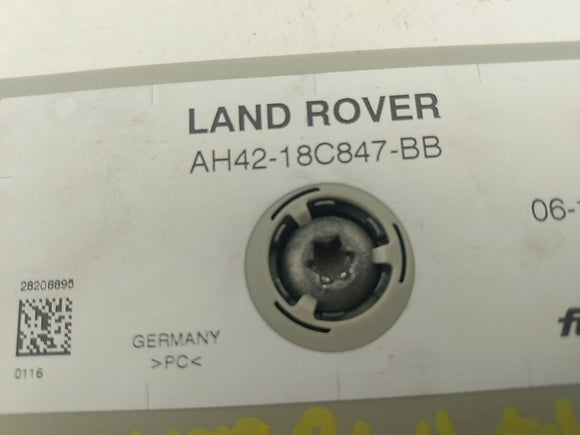 LAND ROVER
AH42-18C847-BB
06-
28208895
GERMANY
>PC<
0116